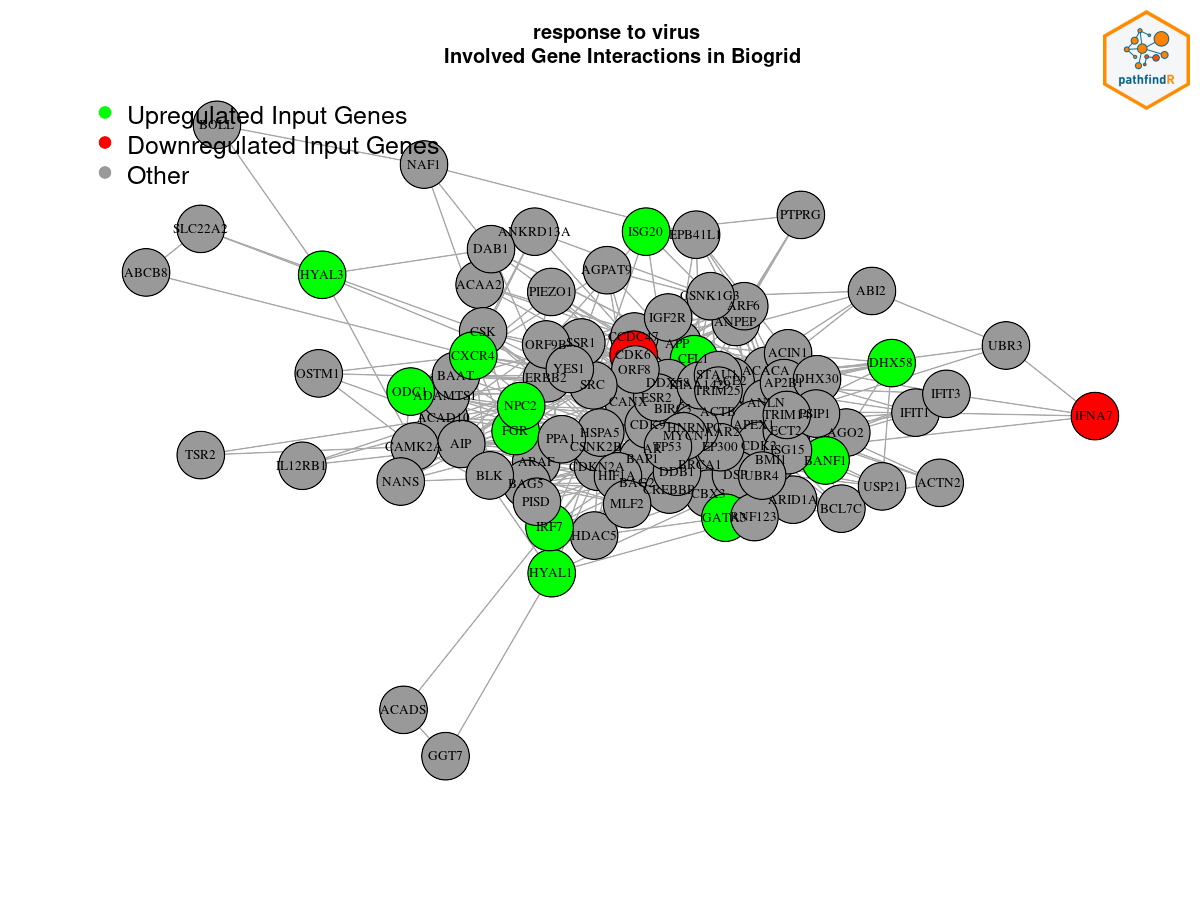 response to virus
Involved Gene Interactions in Biogrid
pathfindR
Upregulated Input Genes
Downregulated Input Genes
Other
BOLL
NAF1
SLC22A2
ABCB8
HYAL3
DAB1
ANKRD13A
ISG20
EPB41L1
PTPRG
ACAA2
PIEZO1
AGPAT9
CSNK1G3
ARF6
ABI2
IGF2R
ANPEP
CSK
ORF9B
SSR1
CCDC47
APP
UBR3
CXCR4
YES1
CDK6
CFL1
ACIN1
DHX58
OSTM1
BAAT
ERBB2
SRC
ORF8
STAU1
ACACA
AP2B1
DHX30
ODC1
ADAMTS1
DDX58
TRIM25
IFIT3
NPC2
CANX
ESR2
BIRC3
ACTB
ANLN
PSIP1
IFIT1
IFNA7
ACAD10
FGR
PPA1
HSPA5
CDK9
HNRNPC
APEX1
ECT2
AGO2
CAMK2A
AIP
CSNK2B
MYCN
TP53
AR
EP300
CDK2
ISG15
BANF1
TSR2
IL12RB1
ARAF
CDKN2A
BAP1
BRCA1
BMI1
NANS
BLK
BAG5
HIF1A
BAG2
DDB1
DSP
UBR4
USP21
ACTN2
PISD
MLF2
CREBBP
CBX3
ARID1A
BCL7C
IRF7
HDAC5
RNF123
HYAL1
ACADS
GGT7